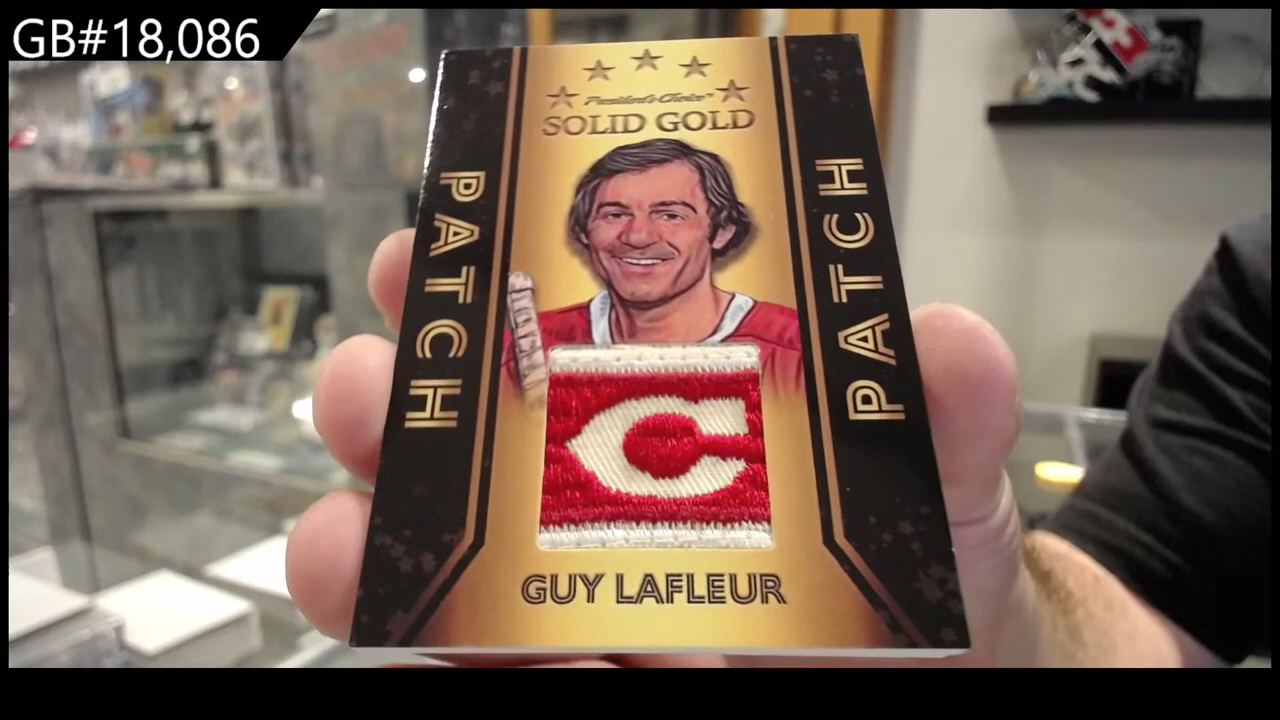 GB#18,086
President's Choice
SOLID GOLD
PATCH
PATCH
C
GUY LAFLEUR